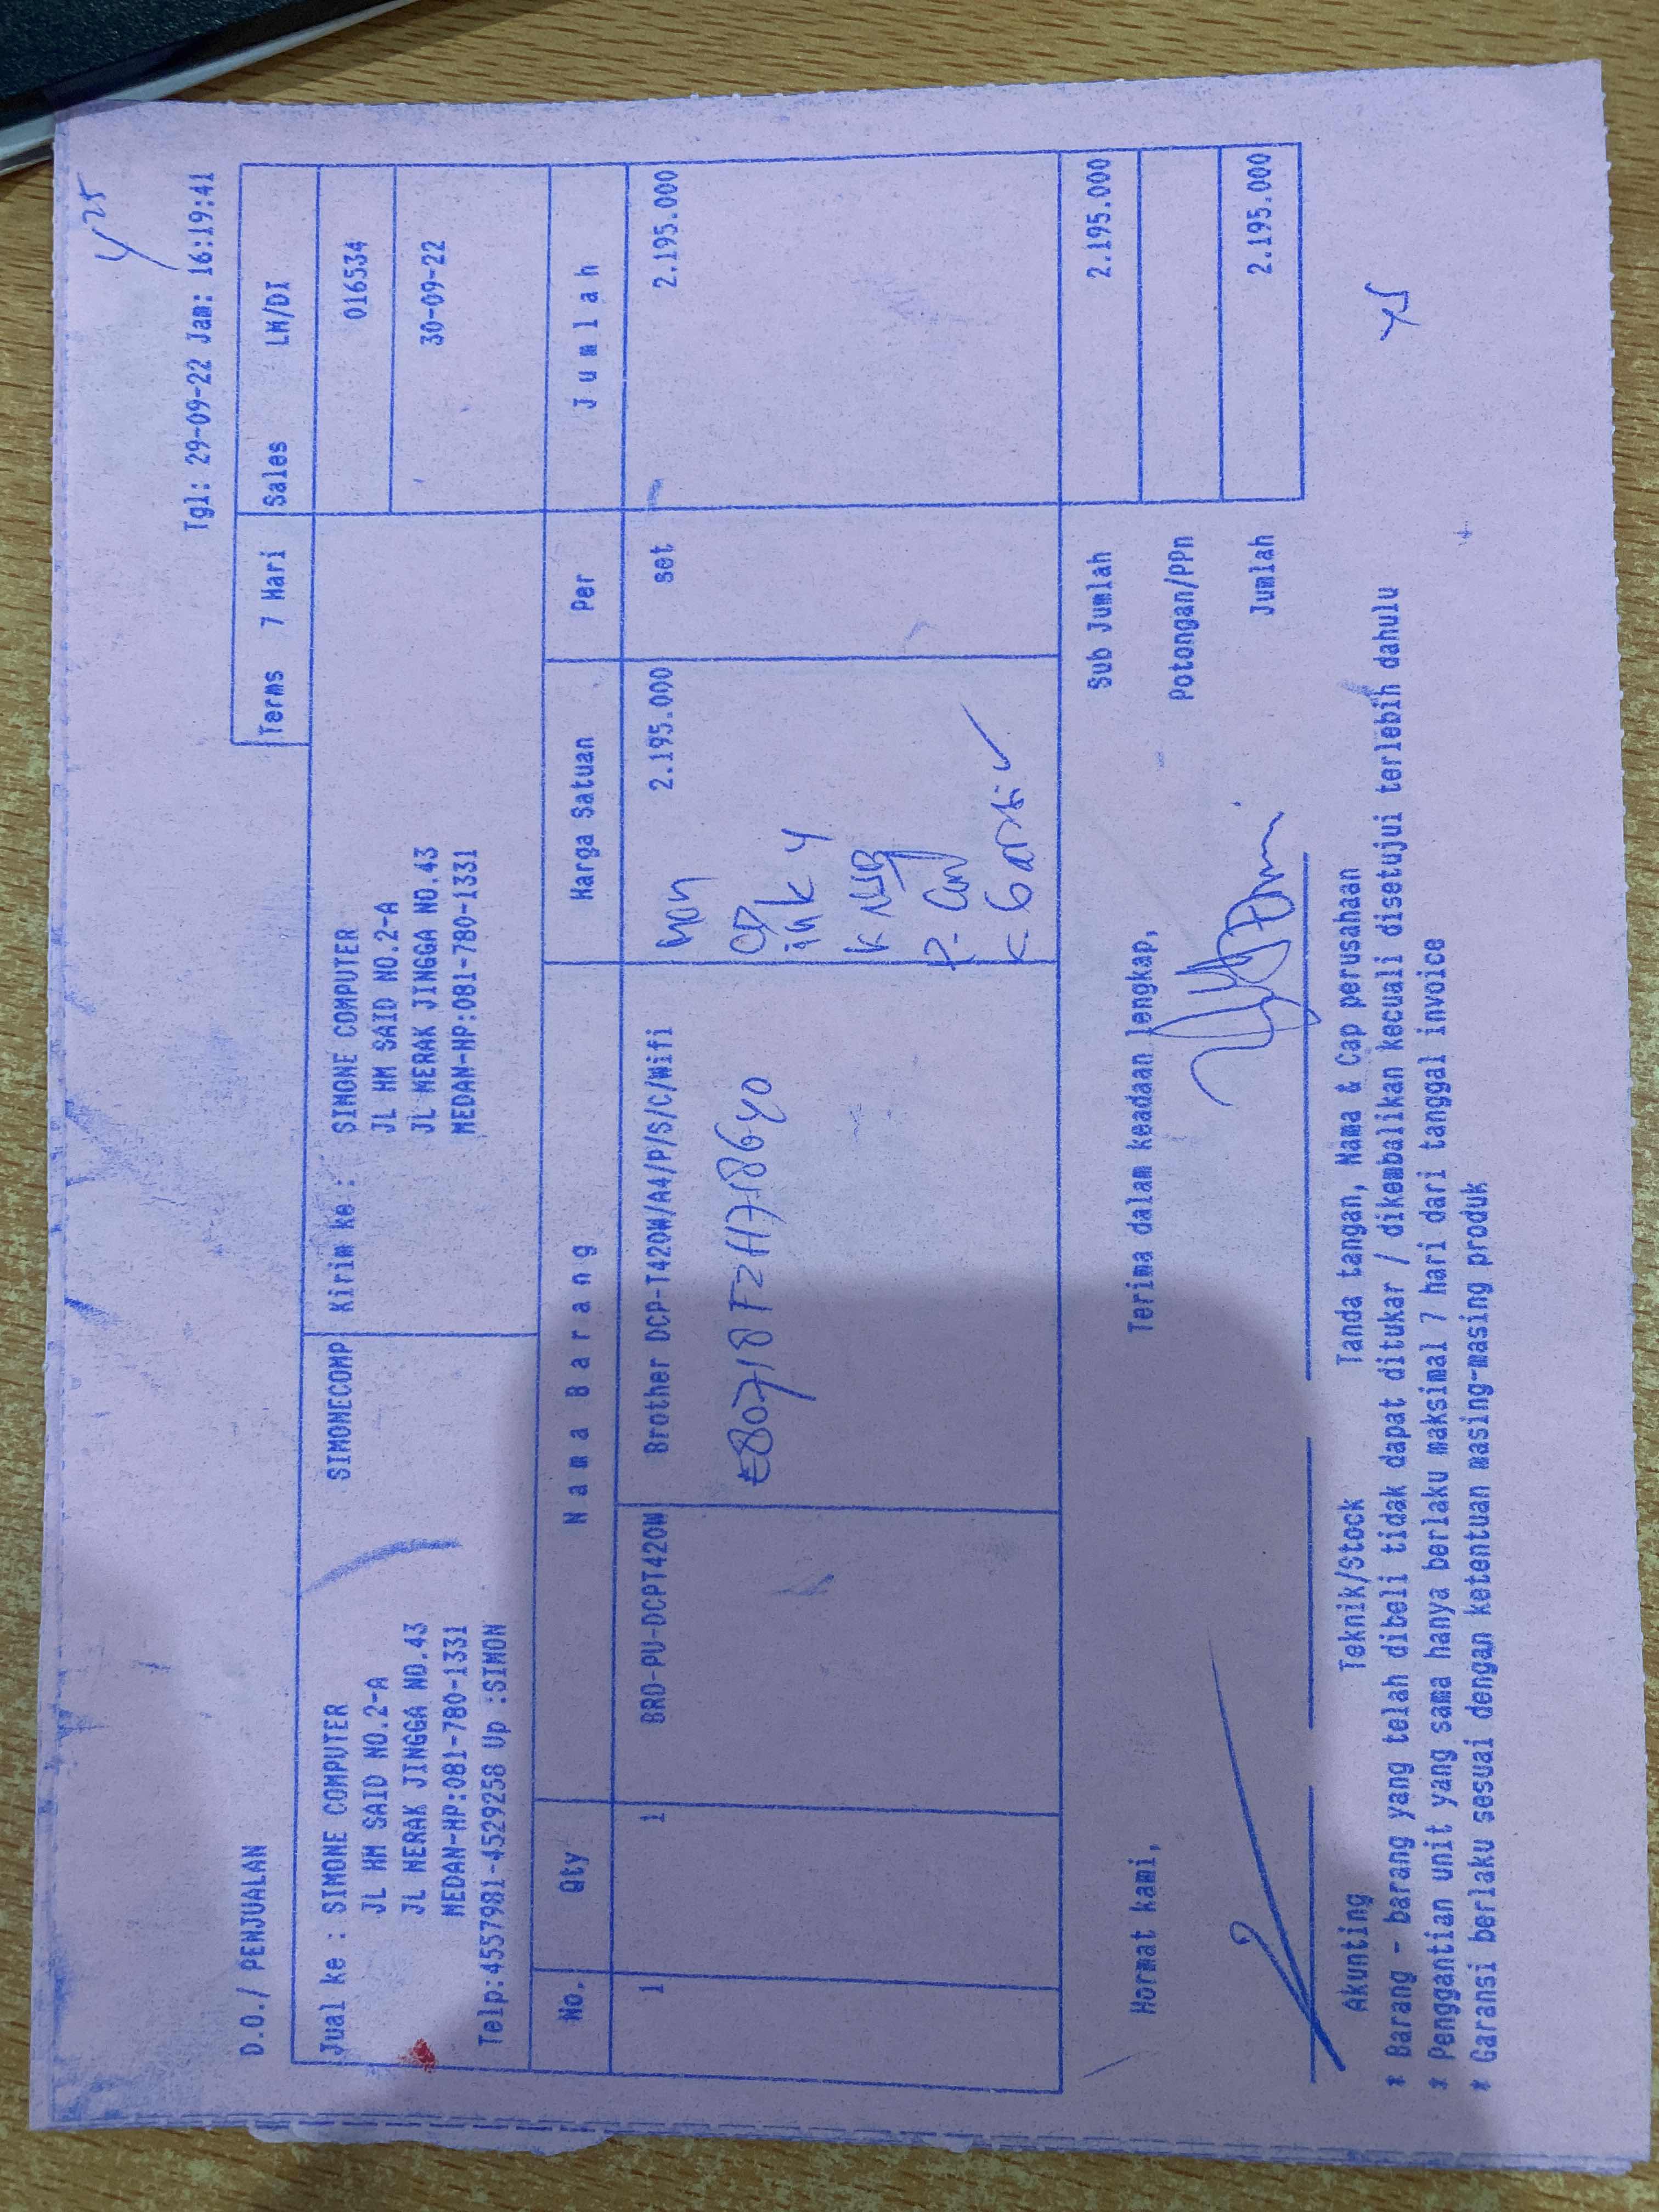 Tgl: 29-09-22 Jam: 16:19:41
D.O./ PENJUALAN
Terms 7 Hari Sales LM/DI
Jual ke : SIMONE COMPUTER SIMONECOMP
JL HM SAID NO.2-A
JL MERAK JINGGA NO.43
MEDAN-HP:081-780-1331
Telp:4557981-4529258 Up :SIMON
Kirim ke : SIMONE COMPUTER
JL HM SAID NO.2-A
JL MERAK JINGGA NO.43
MEDAN-HP:081-780-1331
016534
30-09-22
No. Qty Nama Barang Harga Satuan Per Jumlah
1 1 BRO-PU-DCPT420W Brother DCP-T420W/A4/P/S/C/Wifi 2.195.000 set 2.195.000
CD
ink 4
K. Garansi
Sub Jumlah 2.195.000
Potongan/PPn
Jumlah 2.195.000
Hormat kami, Terima dalam keadaan lengkap,
Akunting Teknik/Stock Tanda tangan, Nama & Cap perusahaan
* Barang - barang yang telah dibeli tidak dapat ditukar / dikembalikan kecuali disetujui terlebih dahulu
* Penggantian unit yang sama hanya berlaku maksimal 7 hari dari tanggal invoice
* Garansi berlaku sesuai dengan ketentuan masing-masing produk